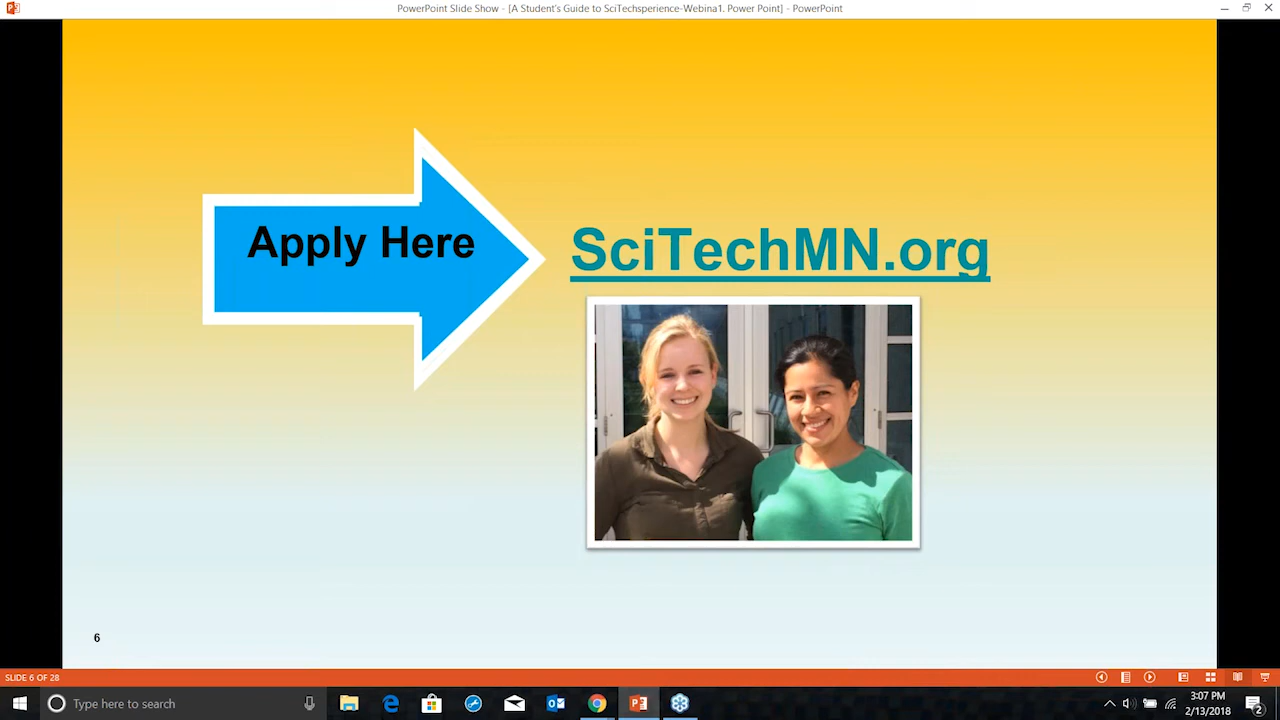 PowerPoint Slide Show - [A Student's Guide to SciTechsperience-Webina1. Power Point] - PowerPoint
Apply Here
SciTechMN.org
6
SLIDE 6 OF 28
Type here to search
3:07 PM
2/13/2018
2